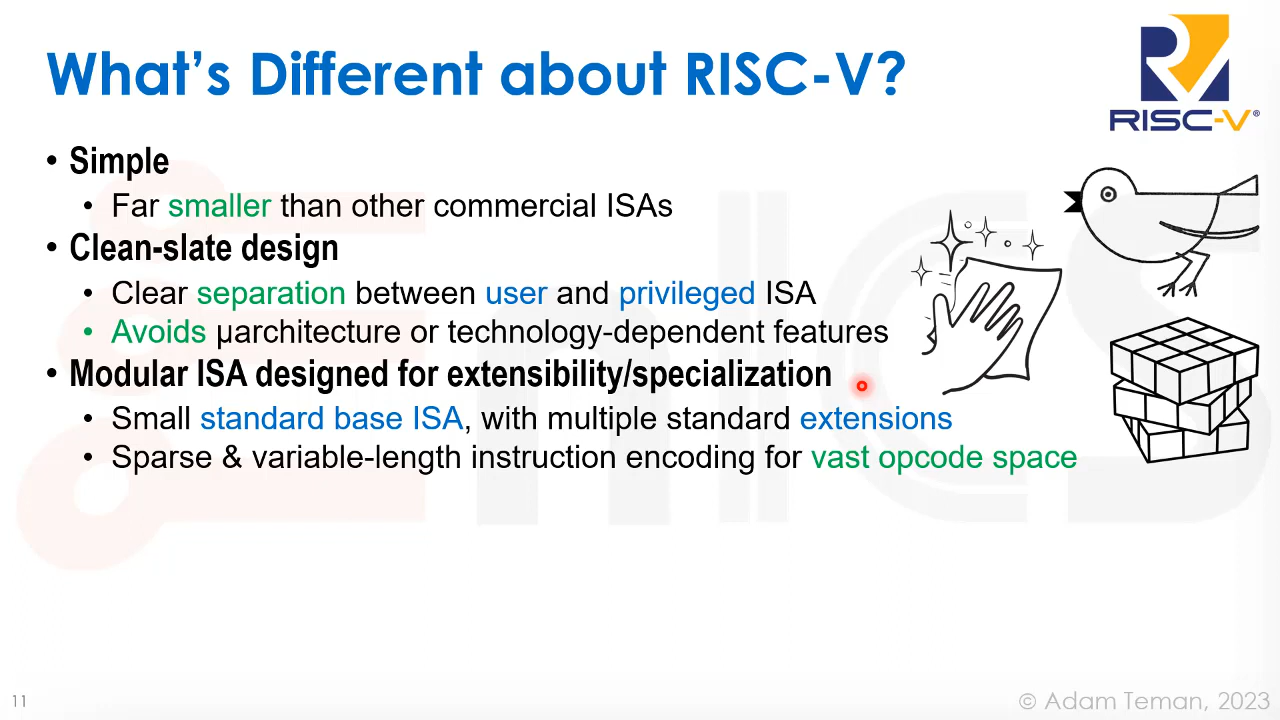 What's Different about RISC-V?
RISC-V®
• Simple
• Far smaller than other commercial ISAs
• Clean-slate design
• Clear separation between user and privileged ISA
• Avoids µarchitecture or technology-dependent features
• Modular ISA designed for extensibility/specialization
• Small standard base ISA, with multiple standard extensions
• Sparse & variable-length instruction encoding for vast opcode space
11
© Adam Teman, 2023